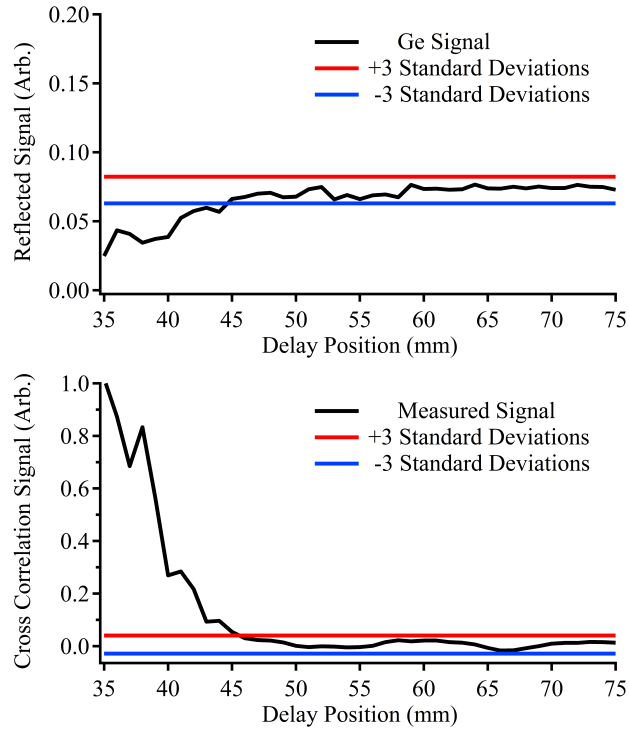 0.20
0.15
0.10
0.05
0.00
Reflected Signal (Arb.)
Ge Signal
+3 Standard Deviations
-3 Standard Deviations
35 40 45 50 55 60 65 70 75
Delay Position (mm)
1.0
0.8
0.6
0.4
0.2
0.0
Cross Correlation Signal (Arb.)
Measured Signal
+3 Standard Deviations
-3 Standard Deviations
35 40 45 50 55 60 65 70 75
Delay Position (mm)